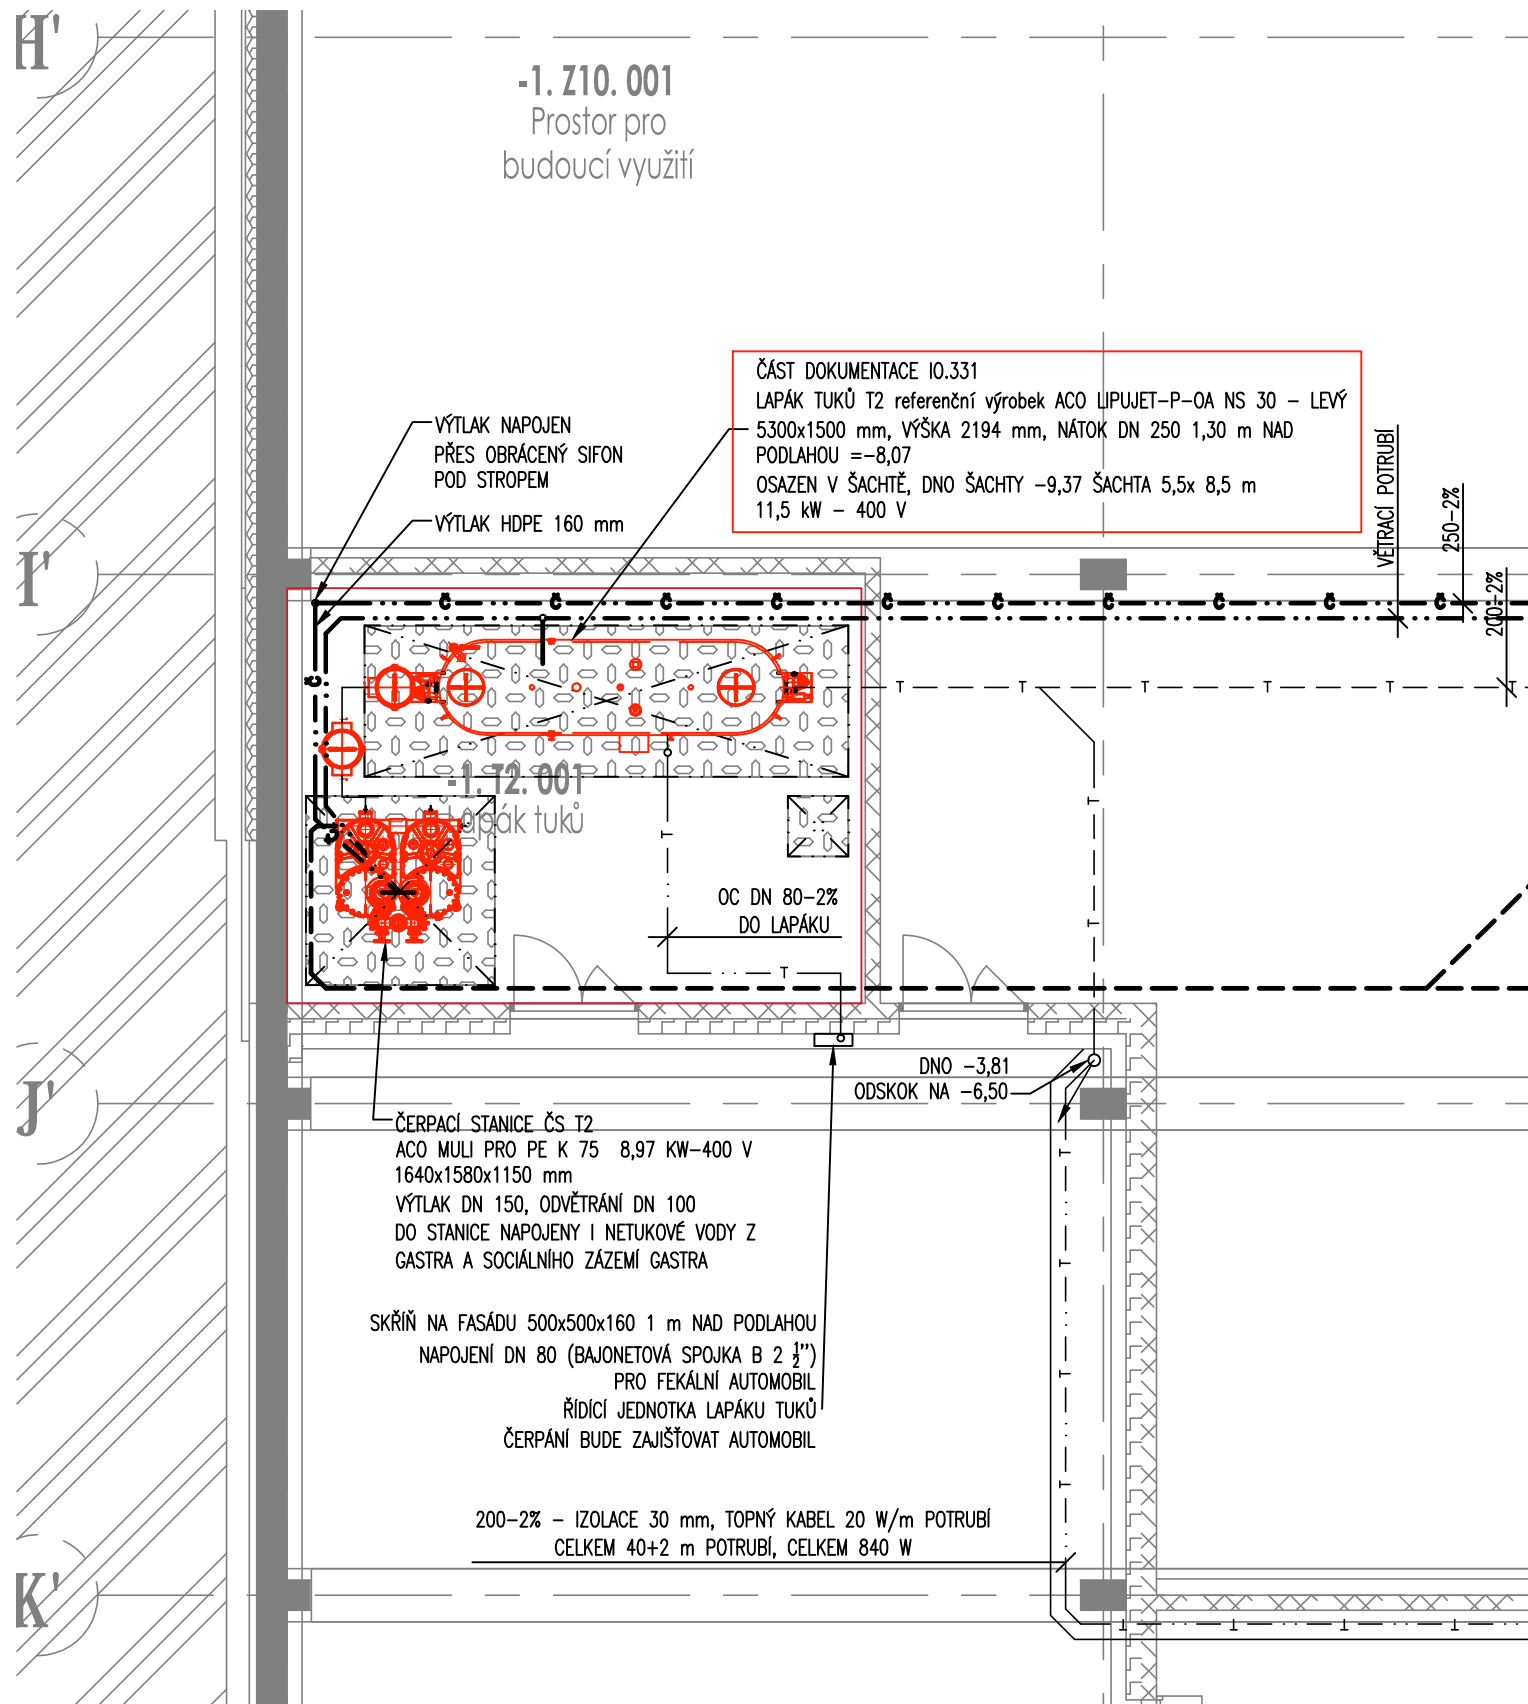 H'
-1. Z10. 001
Prostor pro
budoucí využití
ČÁST DOKUMENTACE IO.331
LAPÁK TUKŮ T2 referenční výrobek ACO LIPUJET-P-OA NS 30 - LEVÝ
5300x1500 mm, VÝŠKA 2194 mm, NÁTOK DN 250 1,30 m NAD
PODLAHOU =-8,07
OSAZEN V ŠACHTĚ, DNO ŠACHTY -9,37 ŠACHTA 5,5x 8,5 m
11,5 kW - 400 V
VÝTLAK NAPOJEN
PŘES OBRÁCENÝ SIFON
POD STROPEM
VÝTLAK HDPE 160 mm
VĚTRACÍ POTRUBÍ
250-2%
200-2%
I'
Č Č Č Č Č Č Č Č Č Č
Č
T T T T T T
-1. T2. 001
Lapák tuků
Č
T
T
T
OC DN 80-2%
DO LAPÁKU
T
DNO -3,81
ODSKOK NA -6,50
J'
ČERPACÍ STANICE ČS T2
ACO MULI PRO PE K 75 8,97 KW-400 V
1640x1580x1150 mm
VÝTLAK DN 150, ODVĚTRÁNÍ DN 100
DO STANICE NAPOJENY I NETUKOVÉ VODY Z
GASTRA A SOCIÁLNÍHO ZÁZEMÍ GASTRA
T
T
T
T
SKŘÍŇ NA FASÁDU 500x500x160 1 m NAD PODLAHOU
NAPOJENÍ DN 80 (BAJONETOVÁ SPOJKA B 2 ½")
PRO FEKÁLNÍ AUTOMOBIL
ŘÍDÍCÍ JEDNOTKA LAPÁKU TUKŮ
ČERPÁNÍ BUDE ZAJIŠŤOVAT AUTOMOBIL
200-2% - IZOLACE 30 mm, TOPNÝ KABEL 20 W/m POTRUBÍ
CELKEM 40+2 m POTRUBÍ, CELKEM 840 W
K'
T T T T